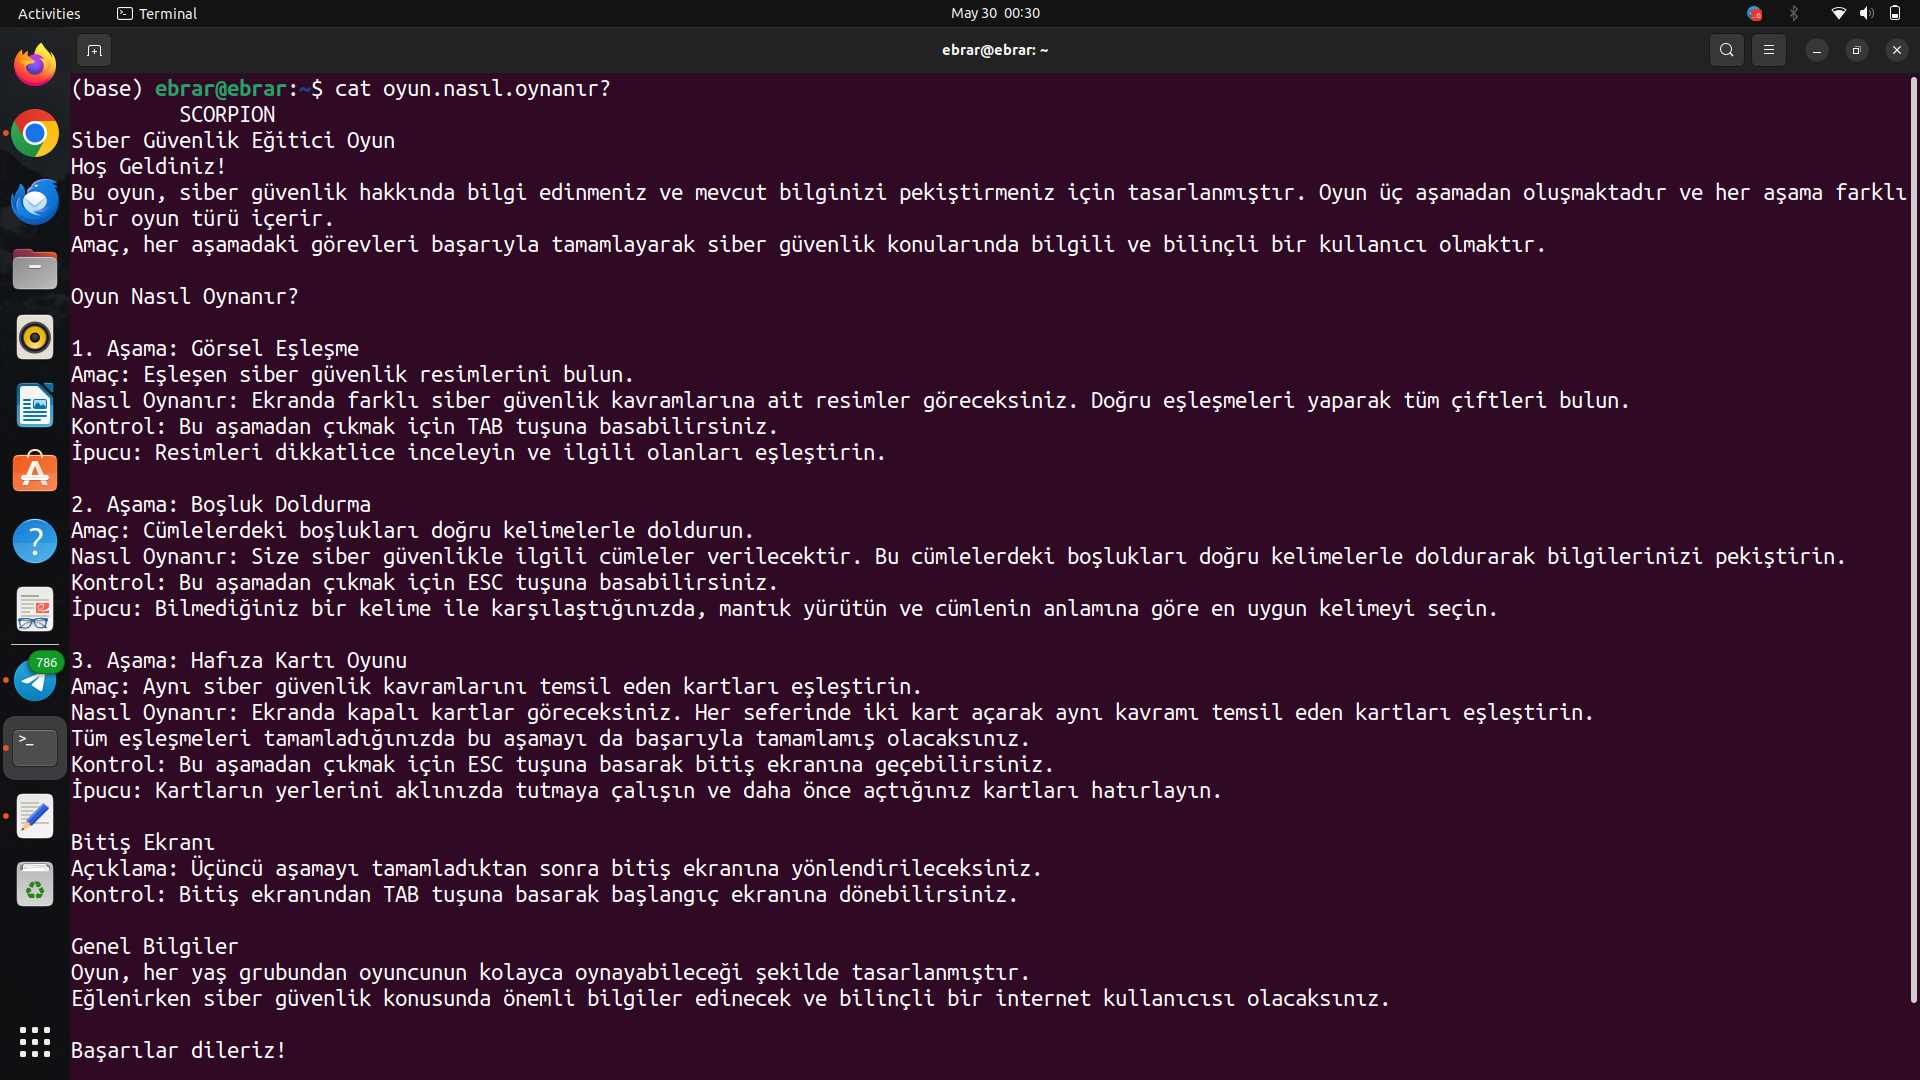 Activities
Terminal
May 30 00:30
ebrar@ebrar: ~
(base) ebrar@ebrar:~$ cat oyun.nasıl.oynanır?
SCORPION
Siber Güvenlik Eğitici Oyun
Hoş Geldiniz!
Bu oyun, siber güvenlik hakkında bilgi edinmeniz ve mevcut bilginizi pekiştirmeniz için tasarlanmıştır. Oyun üç aşamadan oluşmaktadır ve her aşama farklı
bir oyun türü içerir.
Amaç, her aşamadaki görevleri başarıyla tamamlayarak siber güvenlik konularında bilgili ve bilinçli bir kullanıcı olmaktır.
Oyun Nasıl Oynanır?
1. Aşama: Görsel Eşleşme
Amaç: Eşleşen siber güvenlik resimlerini bulun.
Nasıl Oynanır: Ekranda farklı siber güvenlik kavramlarına ait resimler göreceksiniz. Doğru eşleşmeleri yaparak tüm çiftleri bulun.
Kontrol: Bu aşamadan çıkmak için TAB tuşuna basabilirsiniz.
İpucu: Resimleri dikkatlice inceleyin ve ilgili olanları eşleştirin.
2. Aşama: Boşluk Doldurma
Amaç: Cümlelerdeki boşlukları doğru kelimelerle doldurun.
Nasıl Oynanır: Size siber güvenlikle ilgili cümleler verilecektir. Bu cümlelerdeki boşlukları doğru kelimelerle doldurarak bilgilerinizi pekiştirin.
Kontrol: Bu aşamadan çıkmak için ESC tuşuna basabilirsiniz.
İpucu: Bilmediğiniz bir kelime ile karşılaştığınızda, mantık yürütün ve cümlenin anlamına göre en uygun kelimeyi seçin.
786
3. Aşama: Hafıza Kartı Oyunu
Amaç: Aynı siber güvenlik kavramlarını temsil eden kartları eşleştirin.
Nasıl Oynanır: Ekranda kapalı kartlar göreceksiniz. Her seferinde iki kart açarak aynı kavramı temsil eden kartları eşleştirin.
Tüm eşleşmeleri tamamladığınızda bu aşamayı da başarıyla tamamlamış olacaksınız.
Kontrol: Bu aşamadan çıkmak için ESC tuşuna basarak bitiş ekranına geçebilirsiniz.
İpucu: Kartların yerlerini aklınızda tutmaya çalışın ve daha önce açtığınız kartları hatırlayın.
Bitiş Ekranı
Açıklama: Üçüncü aşamayı tamamladıktan sonra bitiş ekranına yönlendirileceksiniz.
Kontrol: Bitiş ekranından TAB tuşuna basarak başlangıç ekranına dönebilirsiniz.
Genel Bilgiler
Oyun, her yaş grubundan oyuncunun kolayca oynayabileceği şekilde tasarlanmıştır.
Eğlenirken siber güvenlik konusunda önemli bilgiler edinecek ve bilinçli bir internet kullanıcısı olacaksınız.
Başarılar dileriz!